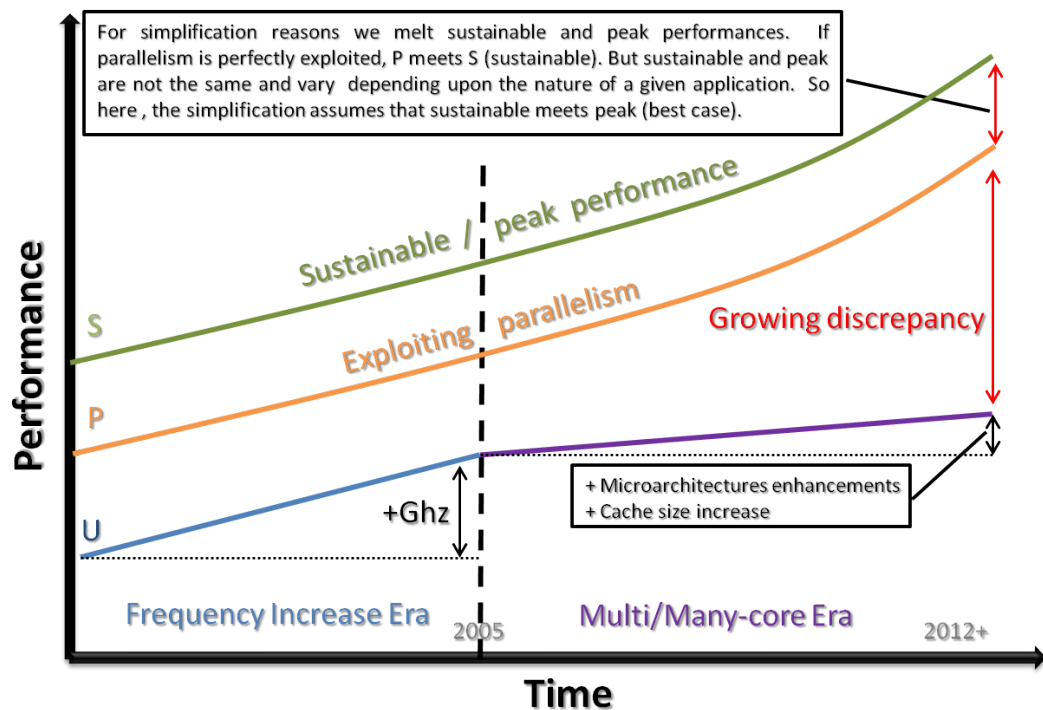 For simplification reasons we melt sustainable and peak performances. If
parallelism is perfectly exploited, P meets S (sustainable). But sustainable and peak
are not the same and vary depending upon the nature of a given application. So
here , the simplification assumes that sustainable meets peak (best case).
Sustainable / peak performance
S
Exploiting parallelism
Growing discrepancy
P
+ Microarchitectures enhancements
+ Cache size increase
+Ghz
U
Frequency Increase Era
Multi/Many-core Era
2005
2012+
Performance
Time